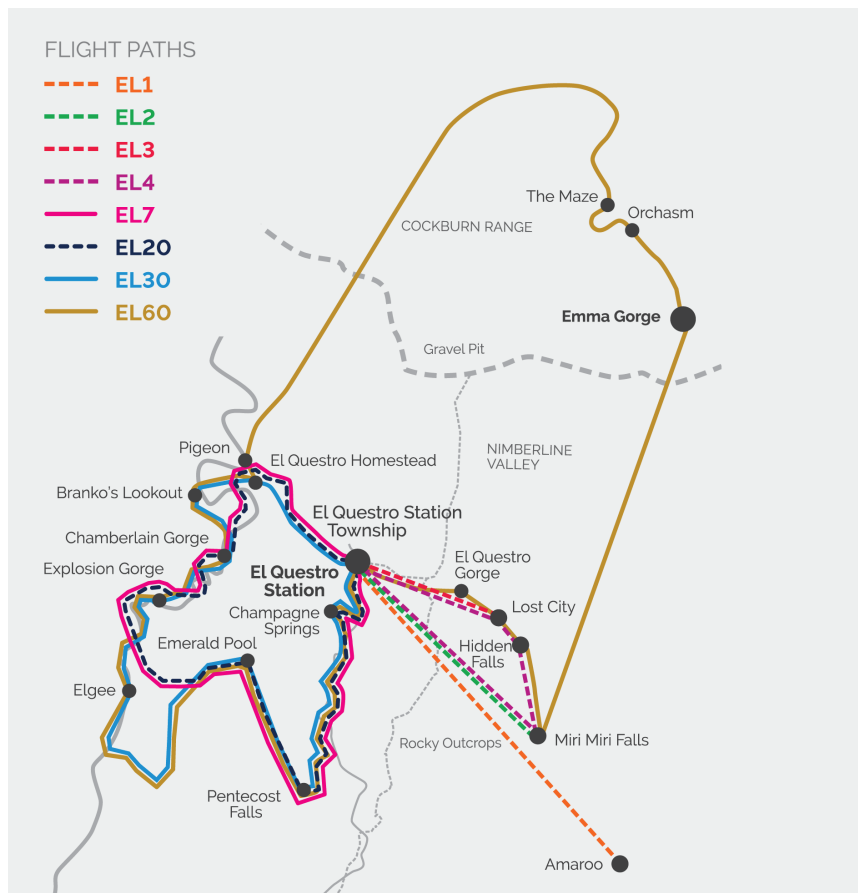 FLIGHT PATHS
EL1
EL2
EL3
EL4
EL7
EL20
EL30
EL60
The Maze
Orchasm
COCKBURN RANGE
Emma Gorge
Gravel Pit
Pigeon
El Questro Homestead
NIMBERLINE
VALLEY
Branko's Lookout
El Questro Station
Township
Chamberlain Gorge
Explosion Gorge
El Questro
Gorge
El Questro
Station
Lost City
Champagne
Springs
Hidden
Falls
Emerald Pool
Elgee
Rocky Outcrops
Miri Miri Falls
Pentecost
Falls
Amaroo